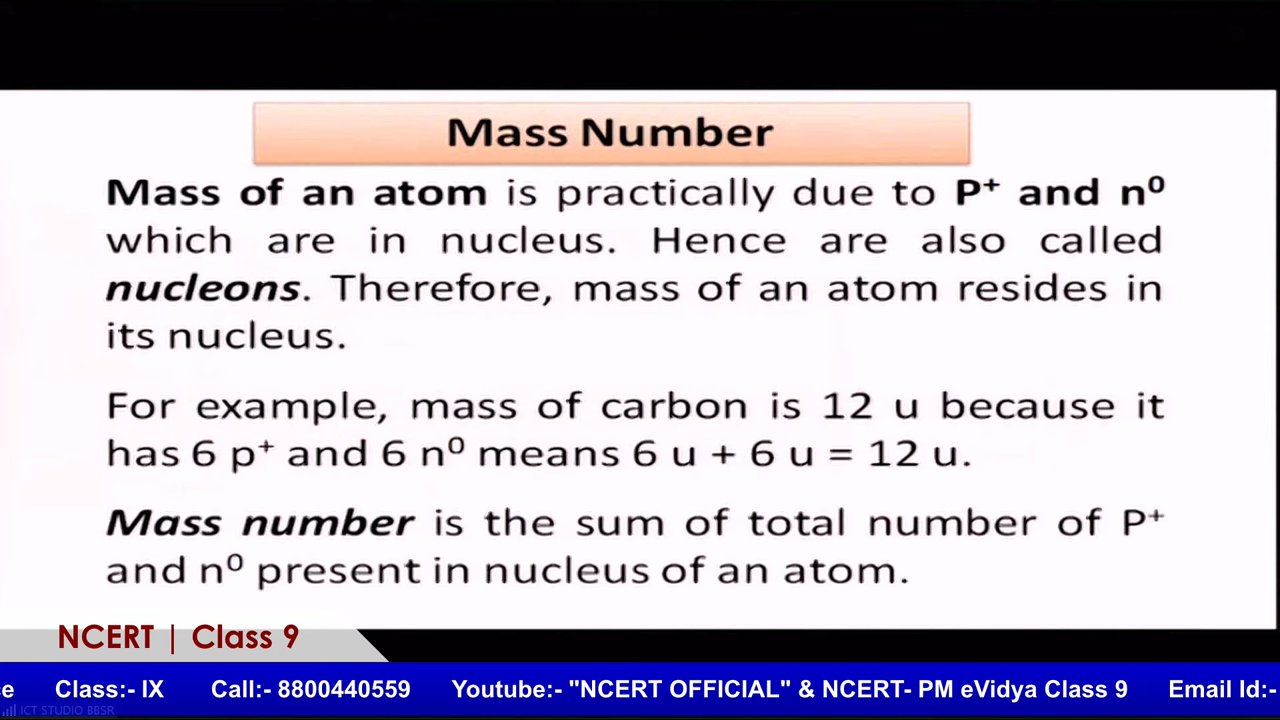 Mass Number
Mass of an atom is practically due to P⁺ and n⁰
which are in nucleus. Hence are also called
nucleons. Therefore, mass of an atom resides in
its nucleus.
For example, mass of carbon is 12 u because it
has 6 p⁺ and 6 n⁰ means 6 u + 6 u = 12 u.
Mass number is the sum of total number of P⁺
and n⁰ present in nucleus of an atom.
NCERT | Class 9
ce Class:- IX Call:- 8800440559 Youtube:- "NCERT OFFICIAL" & NCERT- PM eVidya Class 9 Email Id:-
ICT STUDIO BBSR